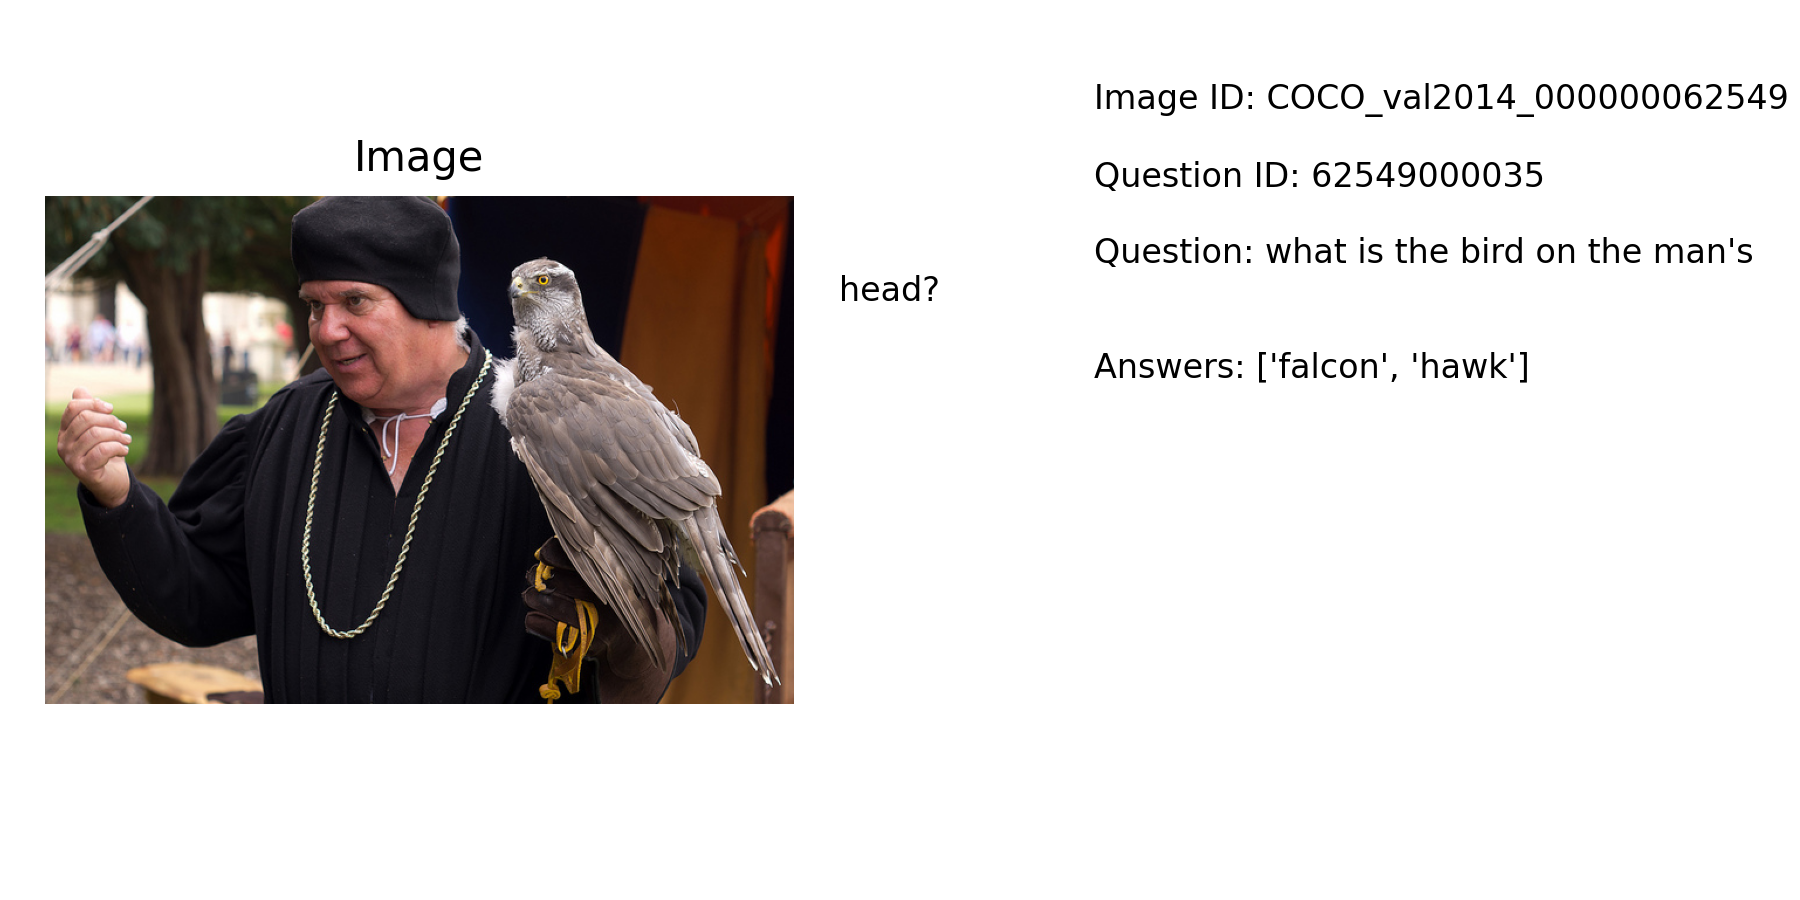 Image
Image ID: COCO_val2014_000000062549
Question ID: 62549000035
Question: what is the bird on the man's
head?
Answers: ['falcon', 'hawk']